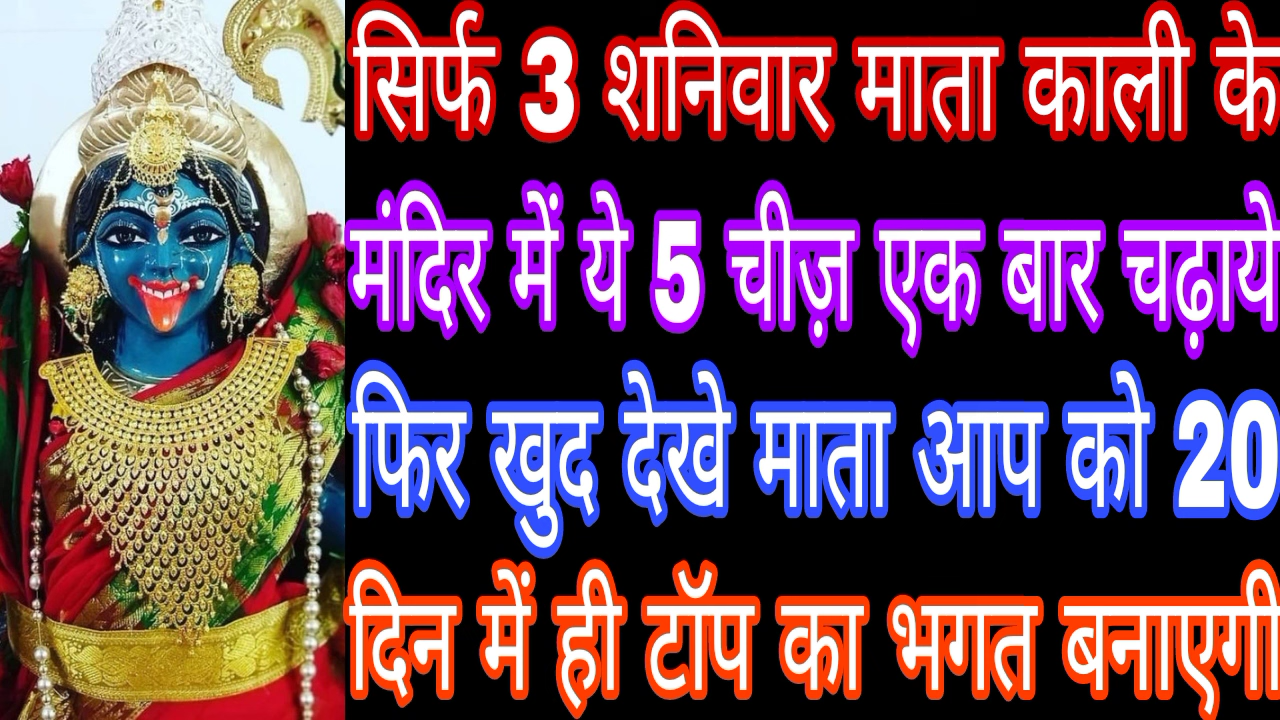 सिर्फ 3 शनिवार माता काली के
मंदिर में ये 5 चीज़ एक बार चढ़ाये
फिर खुद देखे माता आप को 20
दिन में ही टॉप का भगत बनाएगी